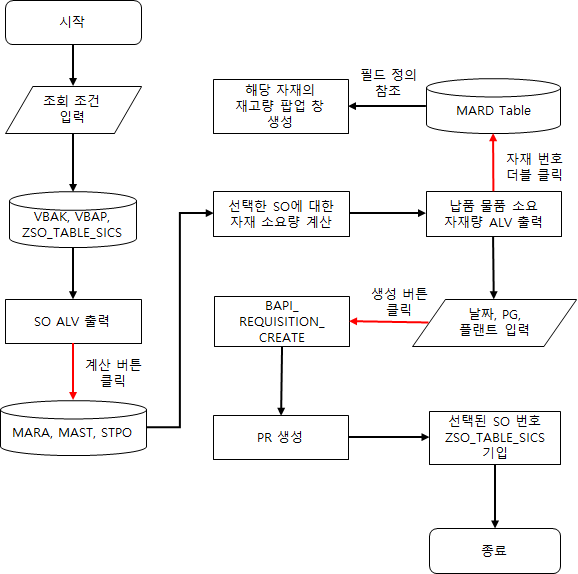 시작
조회 조건
입력
VBAK, VBAP,
ZSO_TABLE_SICS
SO ALV 출력
계산 버튼
클릭
MARA, MAST, STPO
선택한 SO에 대한
자재 소요량 계산
납품 물품 소요
자재량 ALV 출력
자재 번호
더블 클릭
MARD Table
필드 정의
참조
해당 자재의
재고량 팝업 창
생성
날짜, PG,
플랜트 입력
생성 버튼
클릭
BAPI_
REQUISITION_
CREATE
PR 생성
선택된 SO 번호
ZSO_TABLE_SICS
기입
종료